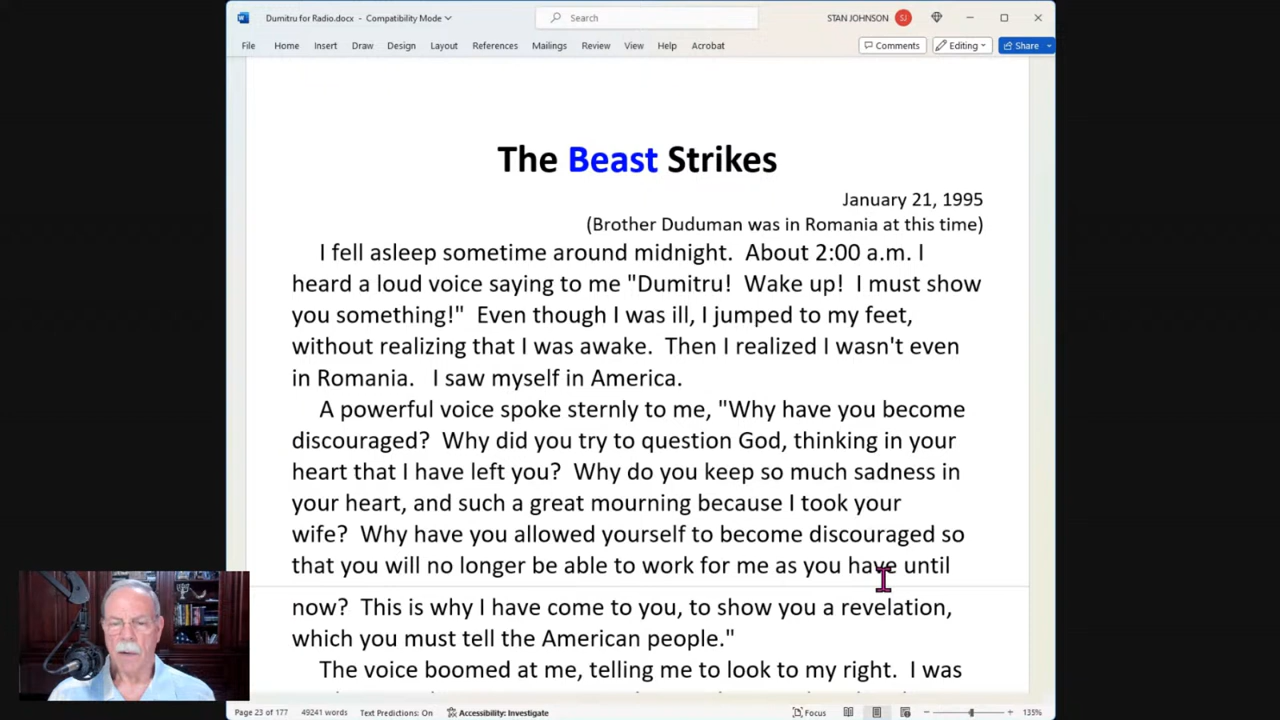 Dumitru for Radio.docx - Compatibility Mode
Search
STAN JOHNSON SJ
File Home Insert Draw Design Layout References Mailings Review View Help Acrobat Comments Editing Share
The Beast Strikes
January 21, 1995
(Brother Duduman was in Romania at this time)
I fell asleep sometime around midnight. About 2:00 a.m. I
heard a loud voice saying to me "Dumitru! Wake up! I must show
you something!" Even though I was ill, I jumped to my feet,
without realizing that I was awake. Then I realized I wasn't even
in Romania. I saw myself in America.
A powerful voice spoke sternly to me, "Why have you become
discouraged? Why did you try to question God, thinking in your
heart that I have left you? Why do you keep so much sadness in
your heart, and such a great mourning because I took your
wife? Why have you allowed yourself to become discouraged so
that you will no longer be able to work for me as you have until
now? This is why I have come to you, to show you a revelation,
which you must tell the American people."
The voice boomed at me, telling me to look to my right. I was
Page 23 of 177 49241 words Text Predictions: On Accessibility: Investigate Focus 135%